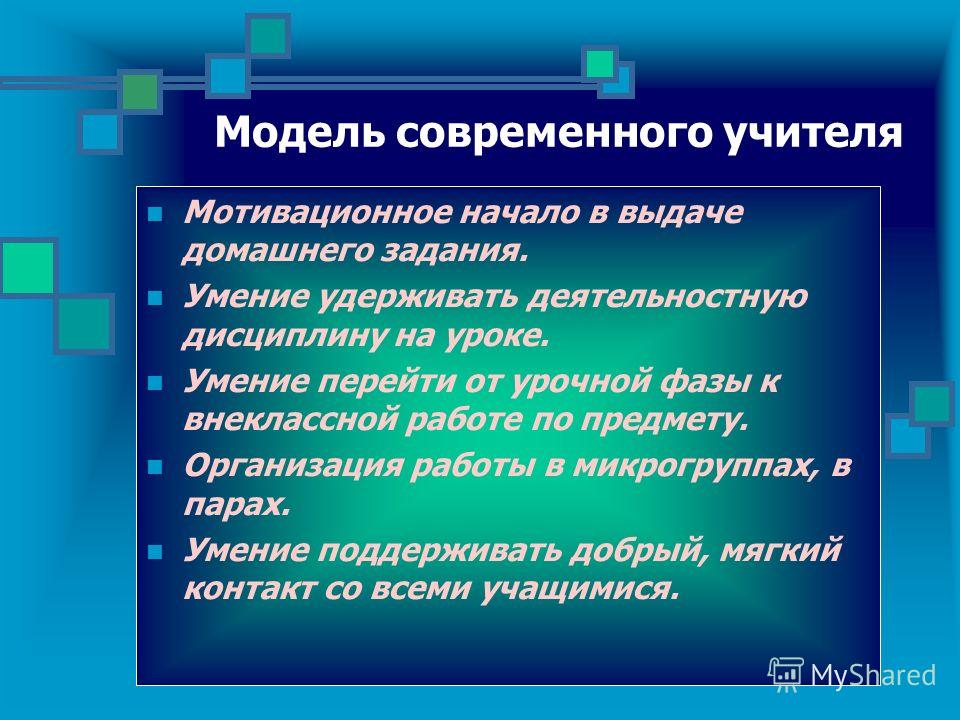 Модель современного учителя
Мотивационное начало в выдаче
домашнего задания.
Умение удерживать деятельностную
дисциплину на уроке.
Умение перейти от урочной фазы к
внеклассной работе по предмету.
Организация работы в микрогруппах, в
парах.
Умение поддерживать добрый, мягкий
контакт со всеми учащимися.
MyShared